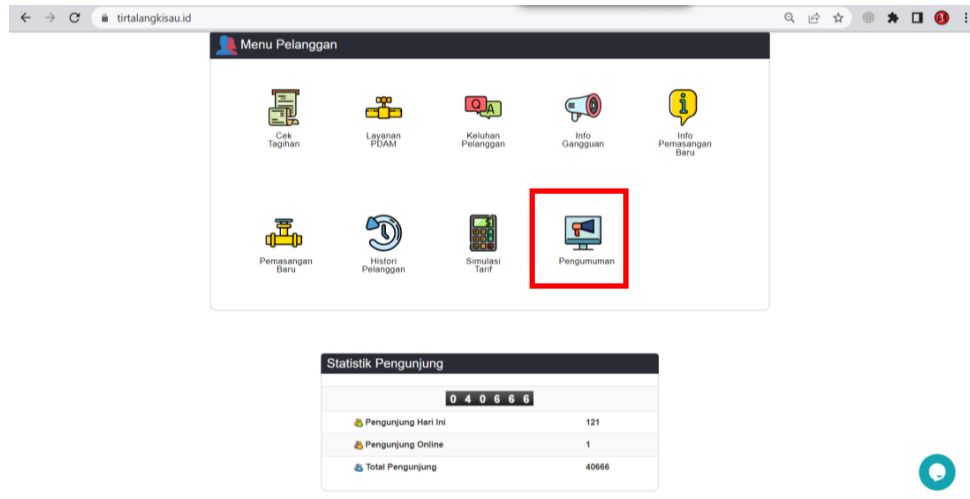 tirtalangkisau.id
Menu Pelanggan
Cek
Tagihan
Layanan
PDAM
Q
A
Keluhan
Pelanggan
Info
Gangguan
i
Info
Pemasangan
Baru
Pemasangan
Baru
Histori
Pelanggan
Simulasi
Tarif
Pengumuman
Statistik Pengunjung
0 4 0 6 6 6
Pengunjung Hari Ini 121
Pengunjung Online 1
Total Pengunjung 40666